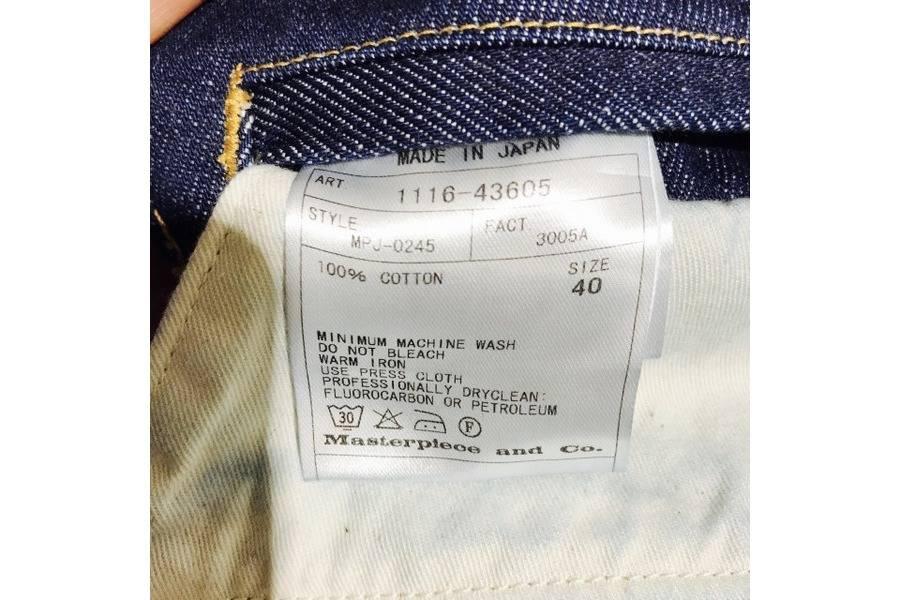 MADE IN JAPAN
ART 1116-43605
STYLE MPJ-0245
FACT 3005A
100% COTTON
SIZE 40
MINIMUM MACHINE WASH
DO NOT BLEACH
WARM IRON
USE PRESS CLOTH
PROFESSIONALLY DRYCLEAN:
FLUOROCARBON OR PETROLEUM
30 F
Masterpiece and Co.